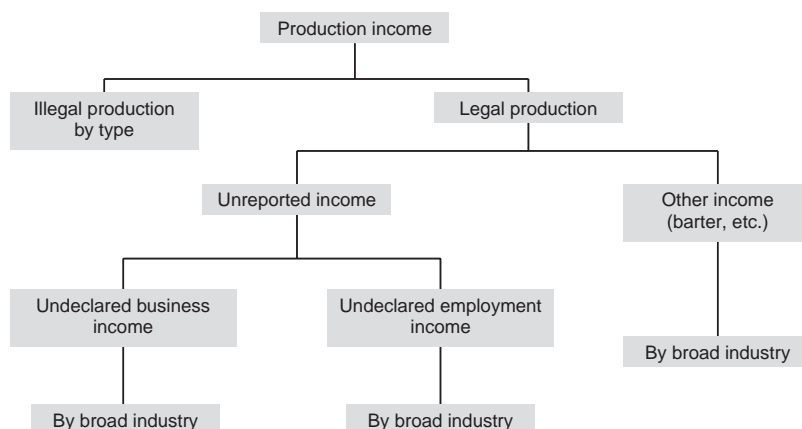 Production income
Illegal production
by type
Legal production
Unreported income
Other income
(barter, etc.)
Undeclared business
income
Undeclared employment
income
By broad industry
By broad industry
By broad industry